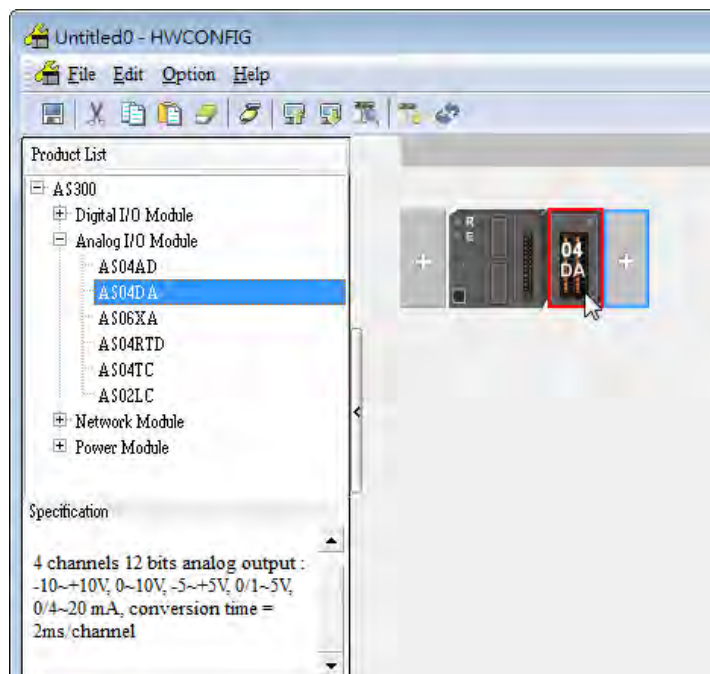 Untitled0 - HWCONFIG
File Edit Option Help
Product List
AS300
Digital I/O Module
Analog I/O Module
AS04AD
AS04DA
AS06XA
AS04RTD
AS04TC
AS02LC
Network Module
Power Module
R
E
04
DA
Specification
4 channels 12 bits analog output :
-10~+10V, 0~10V, -5~+5V, 0/1~5V,
0/4~20 mA, conversion time =
2ms/channel